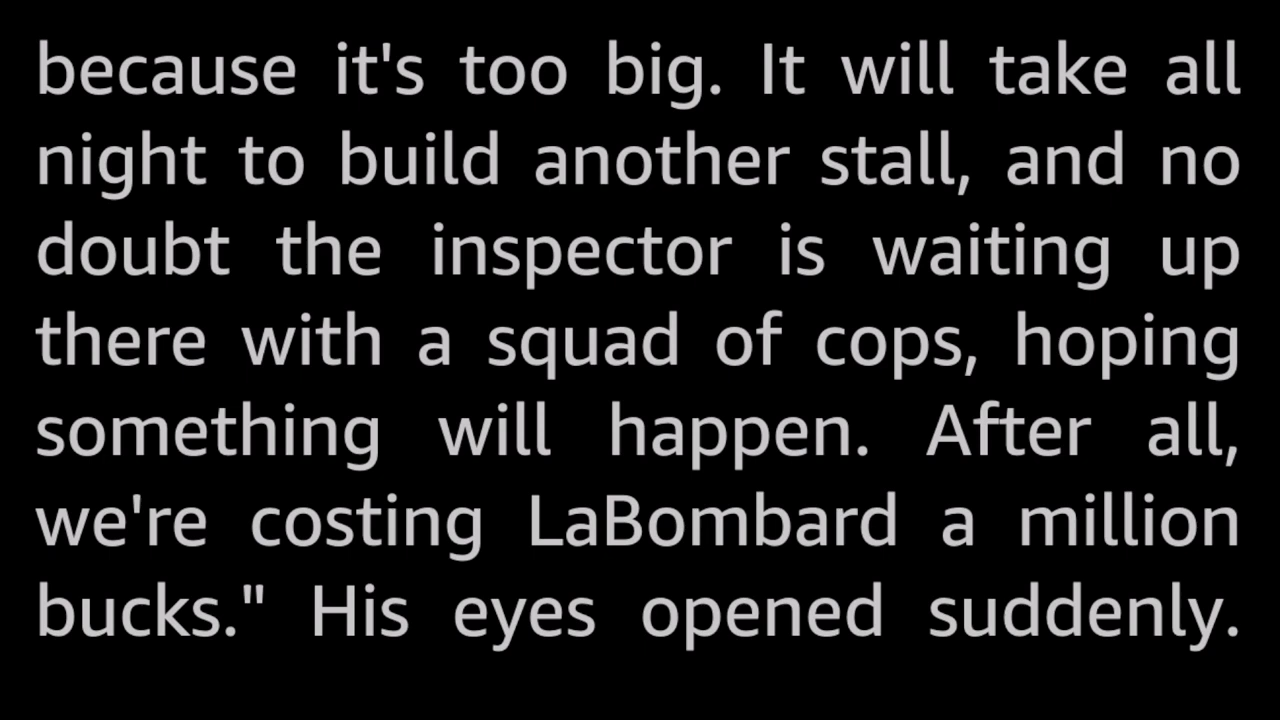 because it's too big. It will take all
night to build another stall, and no
doubt the inspector is waiting up
there with a squad of cops, hoping
something will happen. After all,
we're costing LaBombard a million
bucks." His eyes opened suddenly.